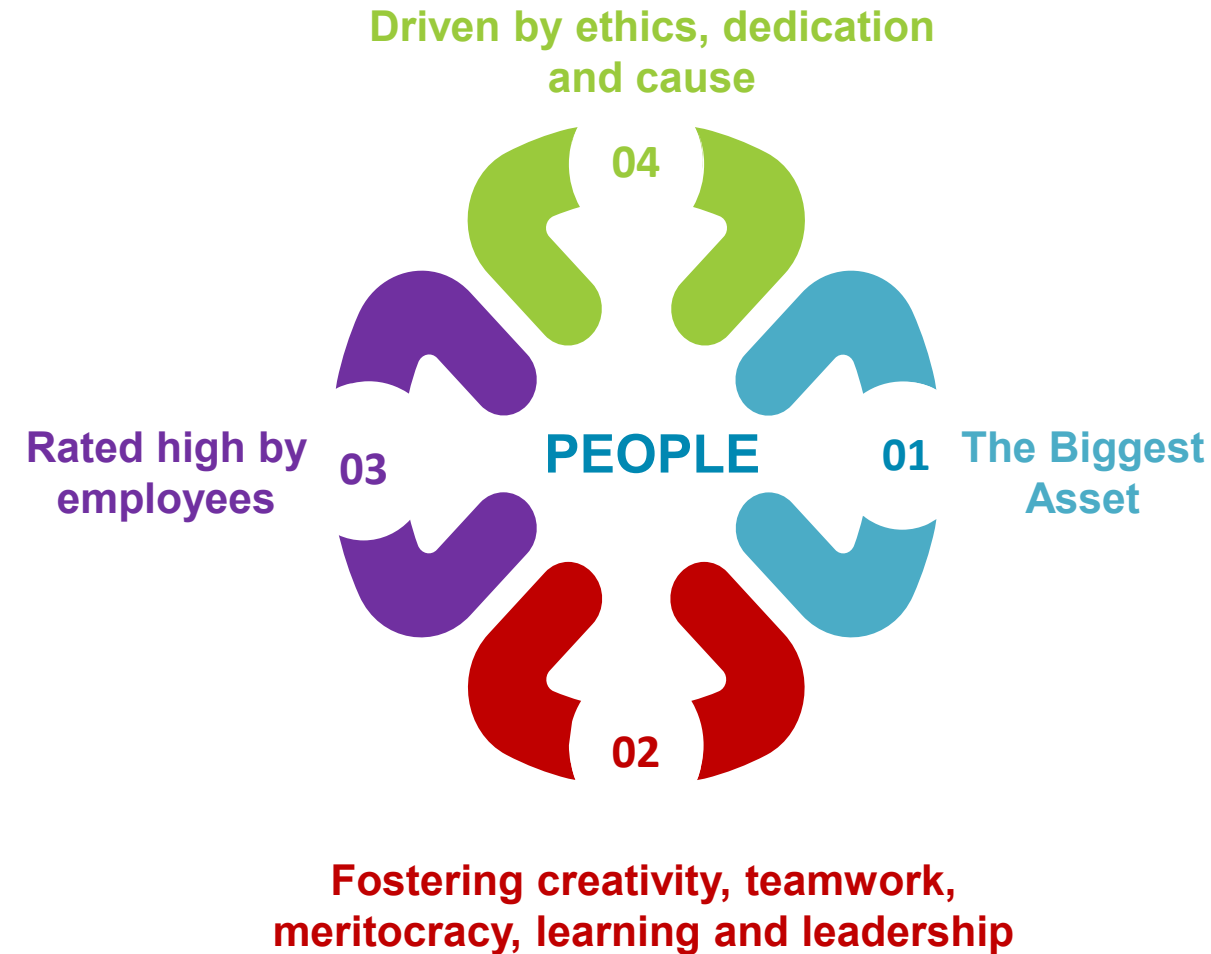 Driven by ethics, dedication
and cause
04
Rated high by
employees
03
PEOPLE
01
The Biggest
Asset
02
Fostering creativity, teamwork,
meritocracy, learning and leadership